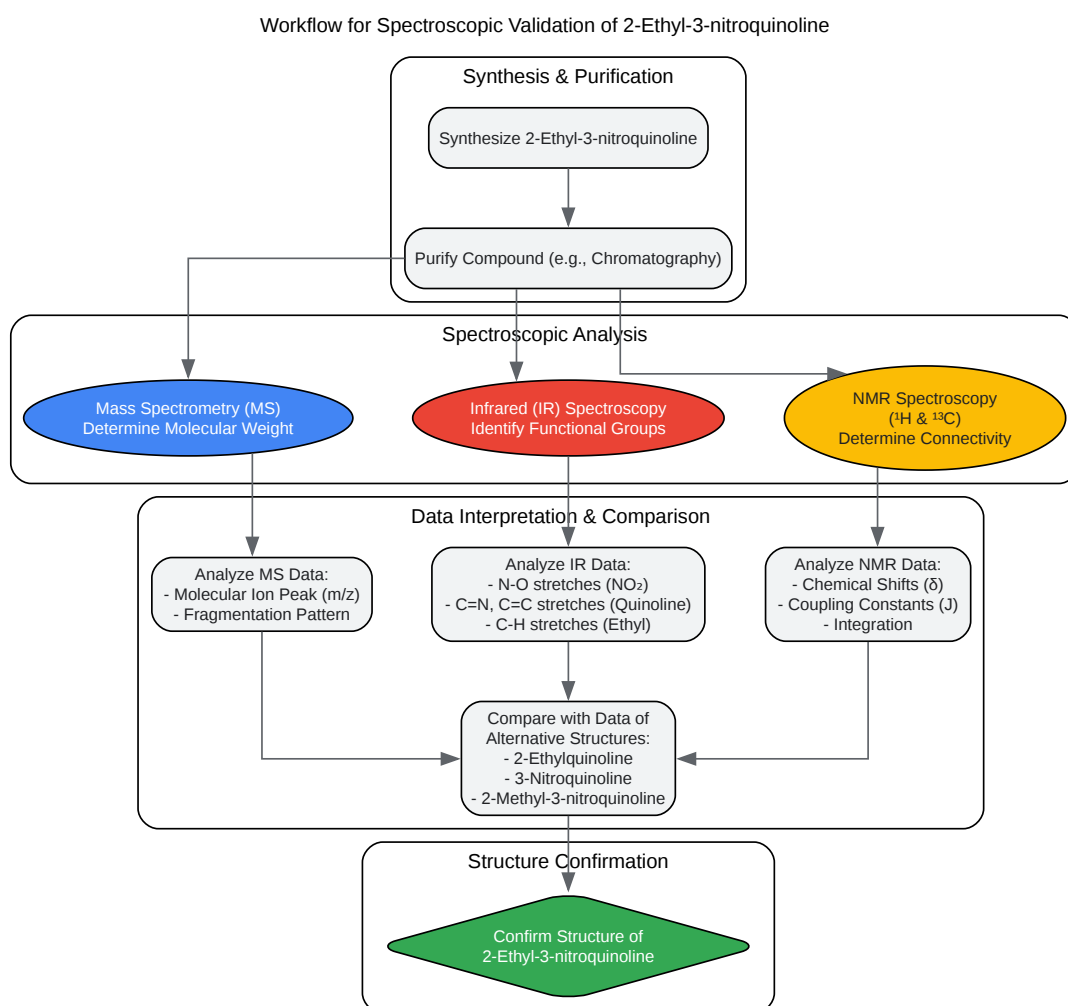 Workflow for Spectroscopic Validation of 2-Ethyl-3-nitroquinoline
Synthesis & Purification
Synthesize 2-Ethyl-3-nitroquinoline
Purify Compound (e.g., Chromatography)
Spectroscopic Analysis
Mass Spectrometry (MS)
Determine Molecular Weight
Infrared (IR) Spectroscopy
Identify Functional Groups
NMR Spectroscopy
(¹H & ¹³C)
Determine Connectivity
Data Interpretation & Comparison
Analyze MS Data:
- Molecular Ion Peak (m/z)
- Fragmentation Pattern
Analyze IR Data:
- N-O stretches (NO₂)
- C=N, C=C stretches (Quinoline)
- C-H stretches (Ethyl)
Analyze NMR Data:
- Chemical Shifts (δ)
- Coupling Constants (J)
- Integration
Compare with Data of
Alternative Structures:
- 2-Ethylquinoline
- 3-Nitroquinoline
- 2-Methyl-3-nitroquinoline
Structure Confirmation
Confirm Structure of
2-Ethyl-3-nitroquinoline